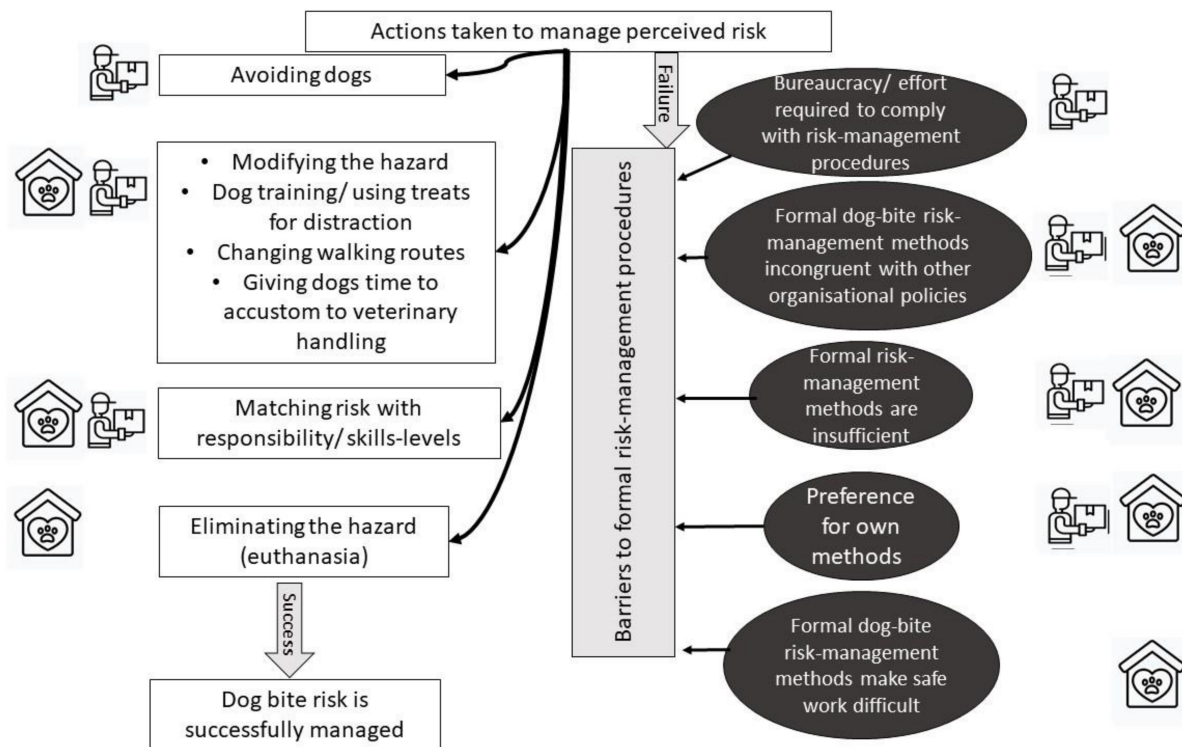 Actions taken to manage perceived risk
Avoiding dogs
• Modifying the hazard
• Dog training/ using treats
for distraction
• Changing walking routes
• Giving dogs time to
accustom to veterinary
handling
Matching risk with
responsibility/ skills-levels
Eliminating the hazard
(euthanasia)
Success
Dog bite risk is
successfully managed
Failure
Barriers to formal risk-management procedures
Bureaucracy/ effort
required to comply
with risk-management
procedures
Formal dog-bite risk-
management methods
incongruent with other
organisational policies
Formal risk-
management
methods are
insufficient
Preference
for own
methods
Formal dog-bite
risk-management
methods make safe
work difficult